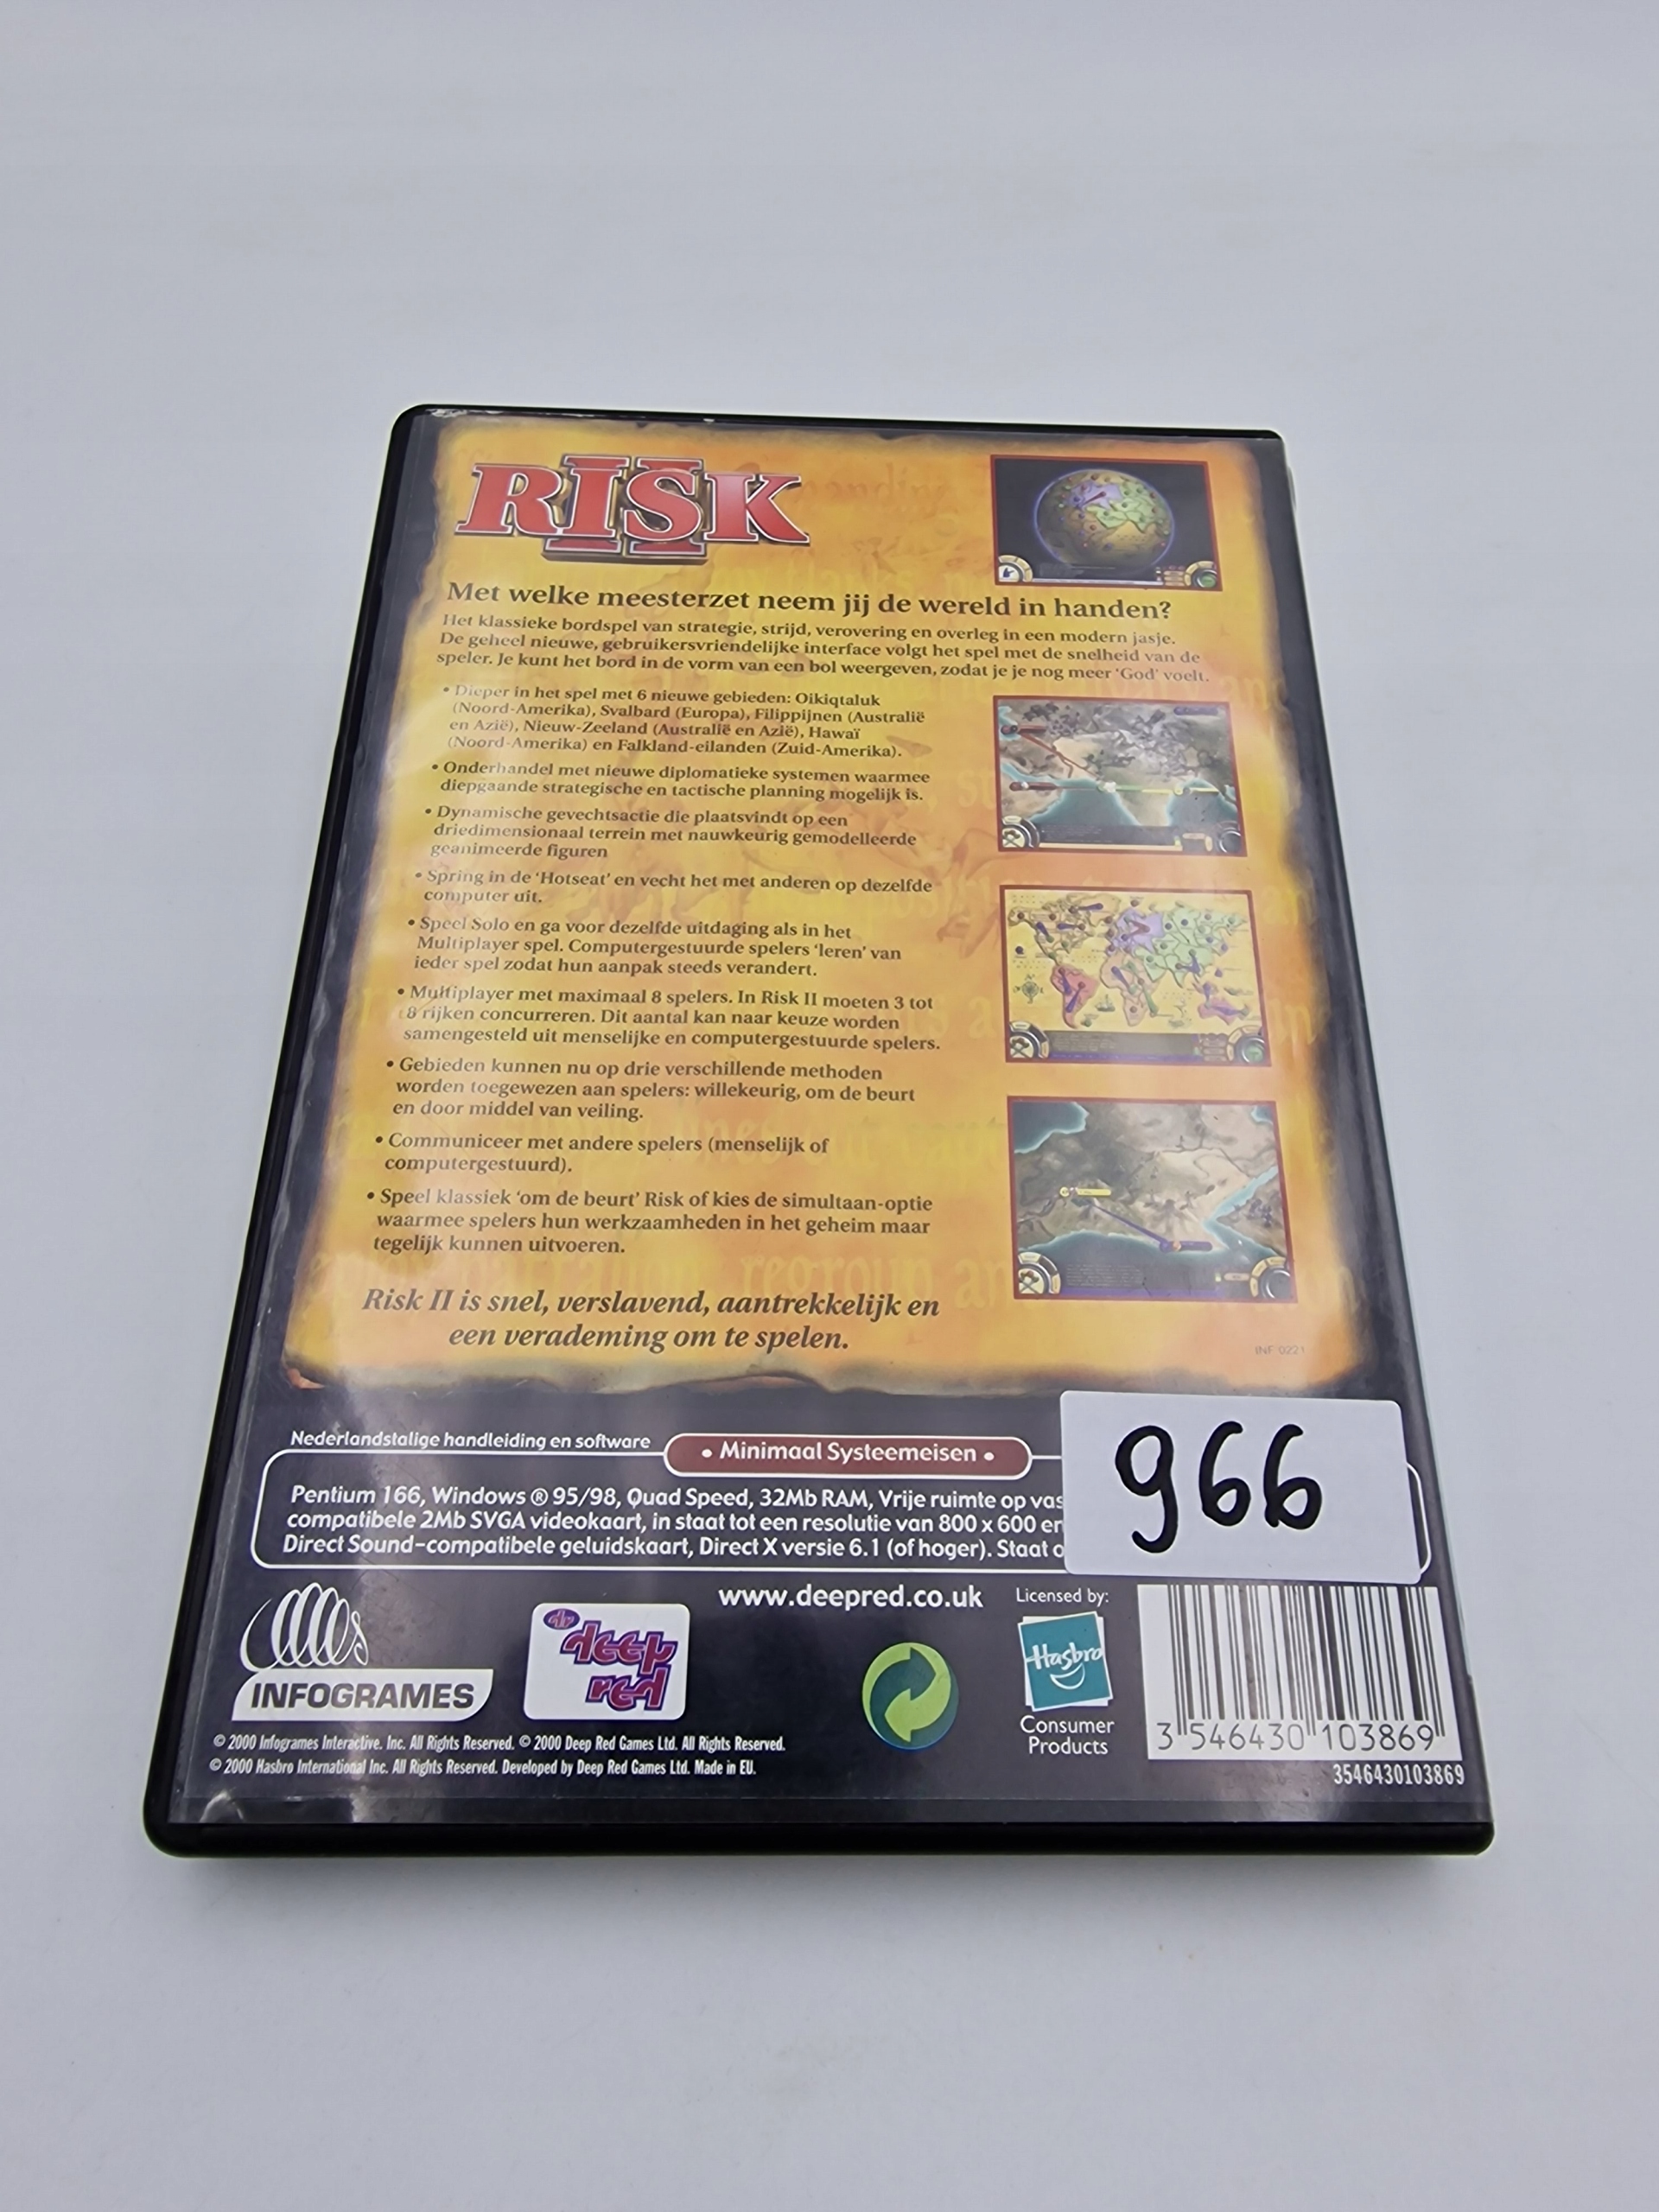 RISK
II
Met welke meesterzet neem jij de wereld in handen?
Het klassieke bordspel van strategie, strijd, verovering en overleg in een modern jasje.
De geheel nieuwe, gebruikersvriendelijke interface volgt het spel met de snelheid van de
speler. Je kunt het bord in de vorm van een bol weergeven, zodat je je nog meer 'God' voelt.
• Dieper in het spel met 6 nieuwe gebieden: Oikiqtaluk
(Noord-Amerika), Svalbard (Europa), Filippijnen (Australië
en Azië), Nieuw-Zeeland (Australië en Azië), Hawaï
(Noord-Amerika) en Falkland-eilanden (Zuid-Amerika).
• Onderhandel met nieuwe diplomatieke systemen waarmee
diepgaande strategische en tactische planning mogelijk is.
• Dynamische gevechtsactie die plaatsvindt op een
driedimensionaal terrein met nauwkeurig gemodelleerde
geanimeerde figuren
• Spring in de 'Hotseat' en vecht het met anderen op dezelfde
computer uit.
• Speel Solo en ga voor dezelfde uitdaging als in het
Multiplayer spel. Computergestuurde spelers 'leren' van
ieder spel zodat hun aanpak steeds verandert.
• Multiplayer met maximaal 8 spelers. In Risk II moeten 3 tot
8 rijken concurreren. Dit aantal kan naar keuze worden
samengesteld uit menselijke en computergestuurde spelers.
• Gebieden kunnen nu op drie verschillende methoden
worden toegewezen aan spelers: willekeurig, om de beurt
en door middel van veiling.
• Communiceer met andere spelers (menselijk of
computergestuurd).
• Speel klassiek 'om de beurt' Risk of kies de simultaan-optie
waarmee spelers hun werkzaamheden in het geheim maar
tegelijk kunnen uitvoeren.
Risk II is snel, verslavend, aantrekkelijk en
een verademing om te spelen.
INF 0221
Nederlandstalige handleiding en software
• Minimaal Systeemeisen •
966
Pentium 166, Windows ® 95/98, Quad Speed, 32Mb RAM, Vrije ruimte op vas
compatibele 2Mb SVGA videokaart, in staat tot een resolutie van 800 x 600 en
Direct Sound-compatibele geluidskaart, Direct X versie 6.1 (of hoger). Staat o
www.deepred.co.uk
Licensed by:
Hasbro
Consumer
Products
INFOGRAMES
dr
deep
red
3 546430 103869
3546430103869
© 2000 Infogrames Interactive. Inc. All Rights Reserved. © 2000 Deep Red Games Ltd. All Rights Reserved.
© 2000 Hasbro International Inc. All Rights Reserved. Developed by Deep Red Games Ltd. Made in EU.